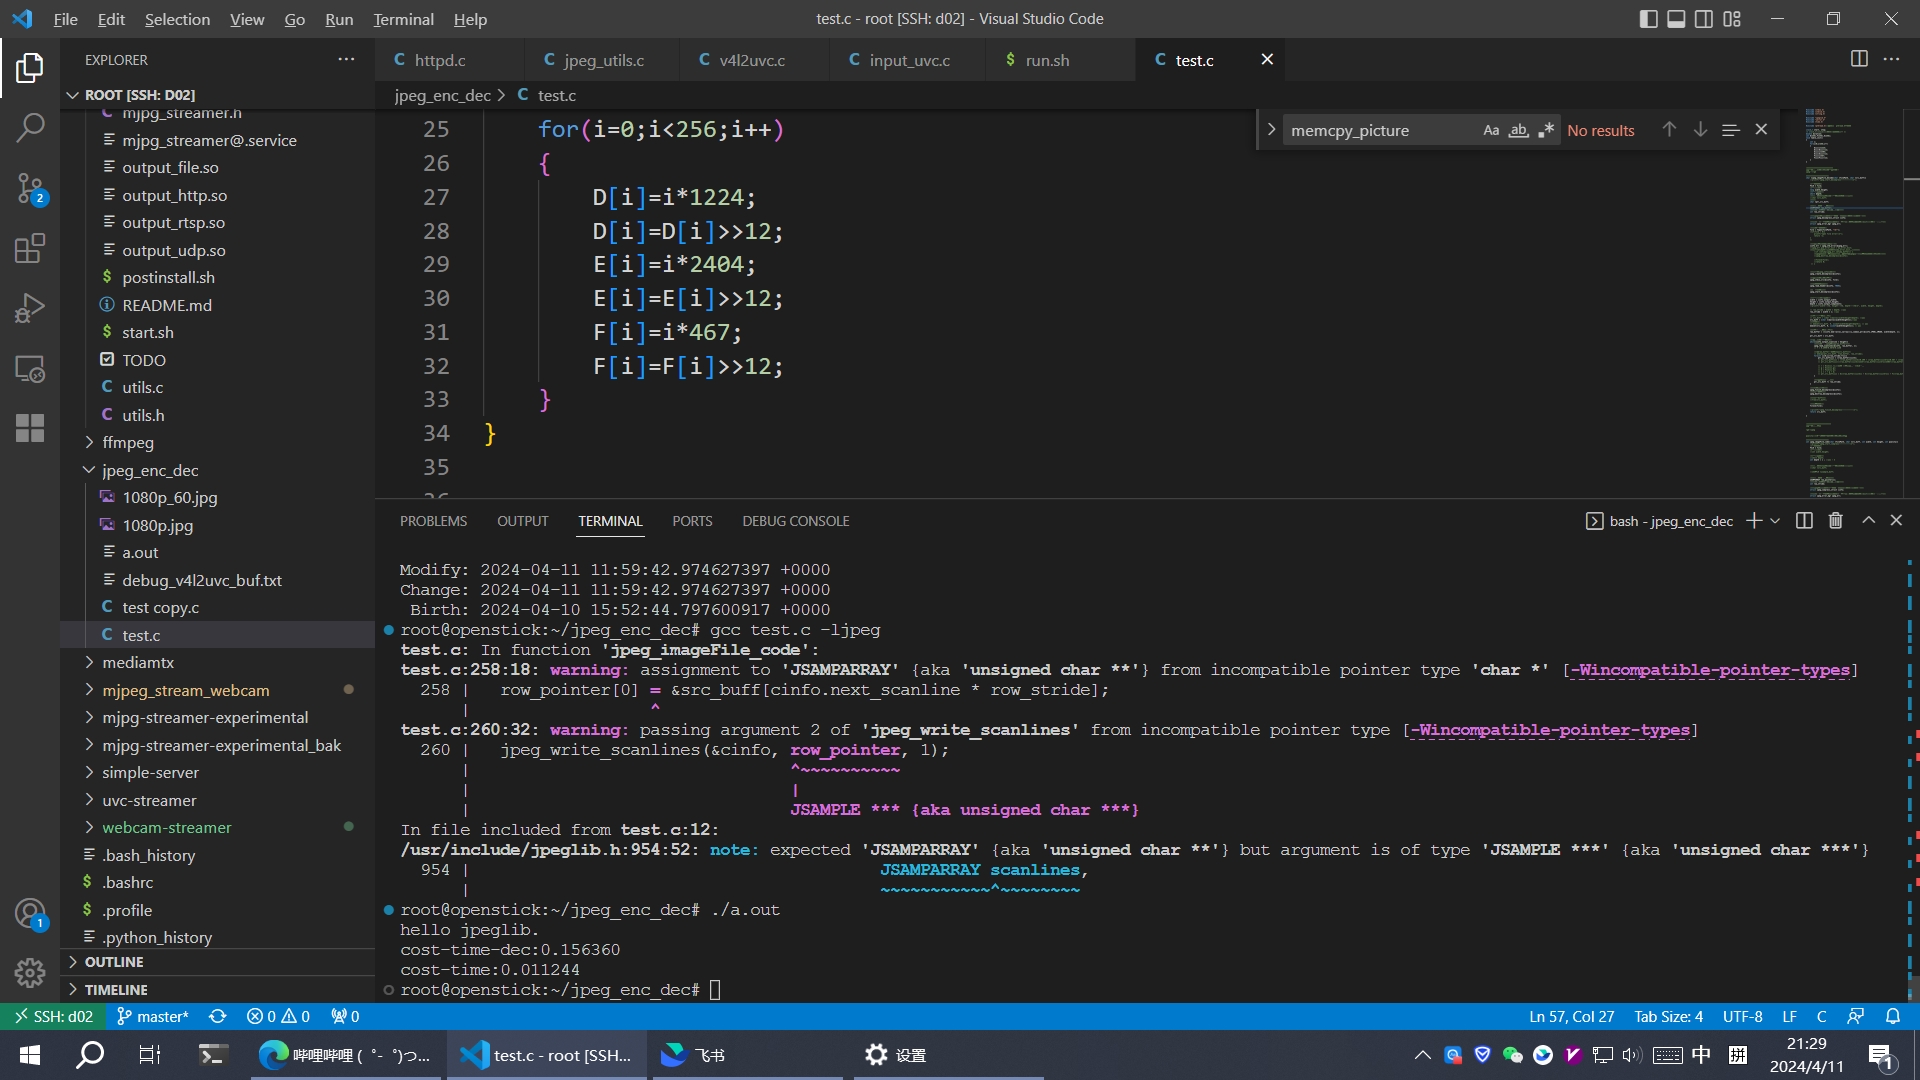 File Edit Selection View Go Run Terminal Help
test.c - root [SSH: d02] - Visual Studio Code
EXPLORER
httpd.c
jpeg_utils.c
v4l2uvc.c
input_uvc.c
run.sh
test.c
ROOT [SSH: D02]
jpeg_enc_dec > test.c
mjpg_streamer.h
mjpg_streamer@.service
output_file.so
output_http.so
output_rtsp.so
output_udp.so
postinstall.sh
README.md
start.sh
TODO
utils.c
utils.h
ffmpeg
jpeg_enc_dec
1080p_60.jpg
1080p.jpg
a.out
debug_v4l2uvc_buf.txt
test copy.c
test.c
mediamtx
mjpeg_stream_webcam
mjpg-streamer-experimental
mjpg-streamer-experimental_bak
simple-server
uvc-streamer
webcam-streamer
.bash_history
.bashrc
.profile
.python_history
OUTLINE
TIMELINE
2
1
memcpy_picture
Aa ab .*
No results
25 for(i=0;i<256;i++)
26 {
27 D[i]=i*1224;
28 D[i]=D[i]>>12;
29 E[i]=i*2404;
30 E[i]=E[i]>>12;
31 F[i]=i*467;
32 F[i]=F[i]>>12;
33 }
34 }
35
PROBLEMS OUTPUT TERMINAL PORTS DEBUG CONSOLE
bash - jpeg_enc_dec
Modify: 2024-04-11 11:59:42.974627397 +0000
Change: 2024-04-11 11:59:42.974627397 +0000
Birth: 2024-04-10 15:52:44.797600917 +0000
root@openstick:~/jpeg_enc_dec# gcc test.c -ljpeg
test.c: In function 'jpeg_imageFile_code':
test.c:258:18: warning: assignment to 'JSAMPARRAY' {aka 'unsigned char **'} from incompatible pointer type 'char *' [-Wincompatible-pointer-types]
258 | row_pointer[0] = &src_buff[cinfo.next_scanline * row_stride];
| ^
test.c:260:32: warning: passing argument 2 of 'jpeg_write_scanlines' from incompatible pointer type [-Wincompatible-pointer-types]
260 | jpeg_write_scanlines(&cinfo, row_pointer, 1);
| ^~~~~~~~~~~
| |
| JSAMPLE *** {aka unsigned char ***}
In file included from test.c:12:
/usr/include/jpeglib.h:954:52: note: expected 'JSAMPARRAY' {aka 'unsigned char **'} but argument is of type 'JSAMPLE ***' {aka 'unsigned char ***'}
954 | JSAMPARRAY scanlines,
| ~~~~~~~~~~~^~~~~~~~~
root@openstick:~/jpeg_enc_dec# ./a.out
hello jpeglib.
cost-time-dec:0.156360
cost-time:0.011244
root@openstick:~/jpeg_enc_dec#
SSH: d02 master* 0 0 0
Ln 57, Col 27 Tab Size: 4 UTF-8 LF C
哔哩哔哩 ( ゜- ゜)つ...
test.c - root [SSH...
飞书
设置
中
拼
21:29
2024/4/11
1